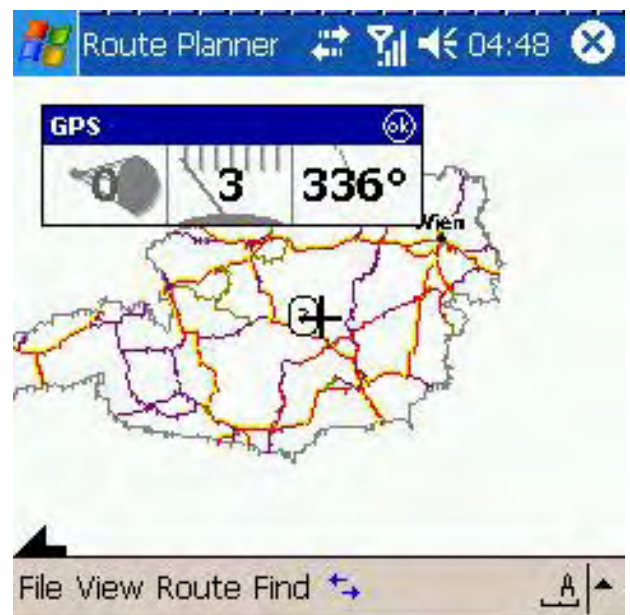 Route Planner 04:48
GPS ok
0 3 336°
Wien
File View Route Find A